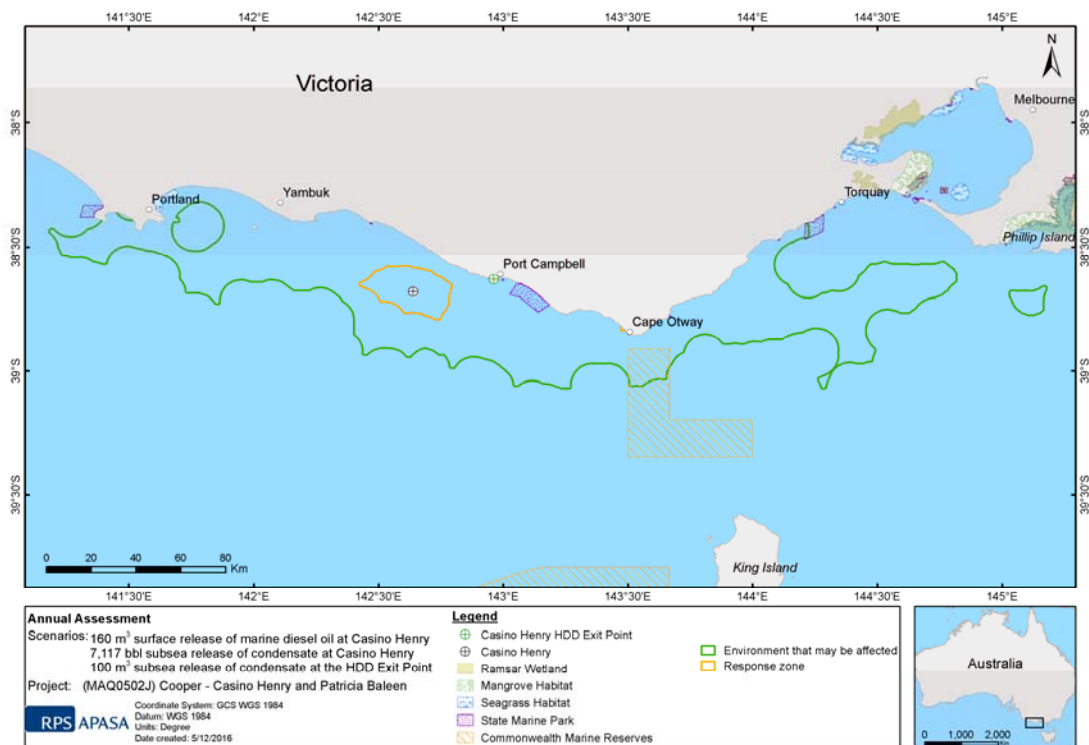 141°30'E 142°E 142°30'E 143°E 143°30'E 144°E 144°30'E 145°E
N
Victoria
Melbourne
38°S 38°S
Portland
Yambuk
Torquay
Phillip Island
38°30'S 38°30'S
Port Campbell
Cape Otway
39°S 39°S
39°30'S 39°30'S
King Island
0 20 40 60 80
Km
141°30'E 142°E 142°30'E 143°E 143°30'E 144°E 144°30'E 145°E
Annual Assessment
Scenarios: 160 m³ surface release of marine diesel oil at Casino Henry
7,117 bbl subsea release of condensate at Casino Henry
100 m³ subsea release of condensate at the HDD Exit Point
Project: (MAQ0502J) Cooper - Casino Henry and Patricia Baleen
RPS APASA
Coordinate System: GCS WGS 1984
Datum: WGS 1984
Units: Degree
Date created: 5/12/2016
Legend
Casino Henry HDD Exit Point
Casino Henry
Ramsar Wetland
Mangrove Habitat
Seagrass Habitat
State Marine Park
Commonwealth Marine Reserves
Environment that may be affected
Response zone
Australia
0 1,000 2,000